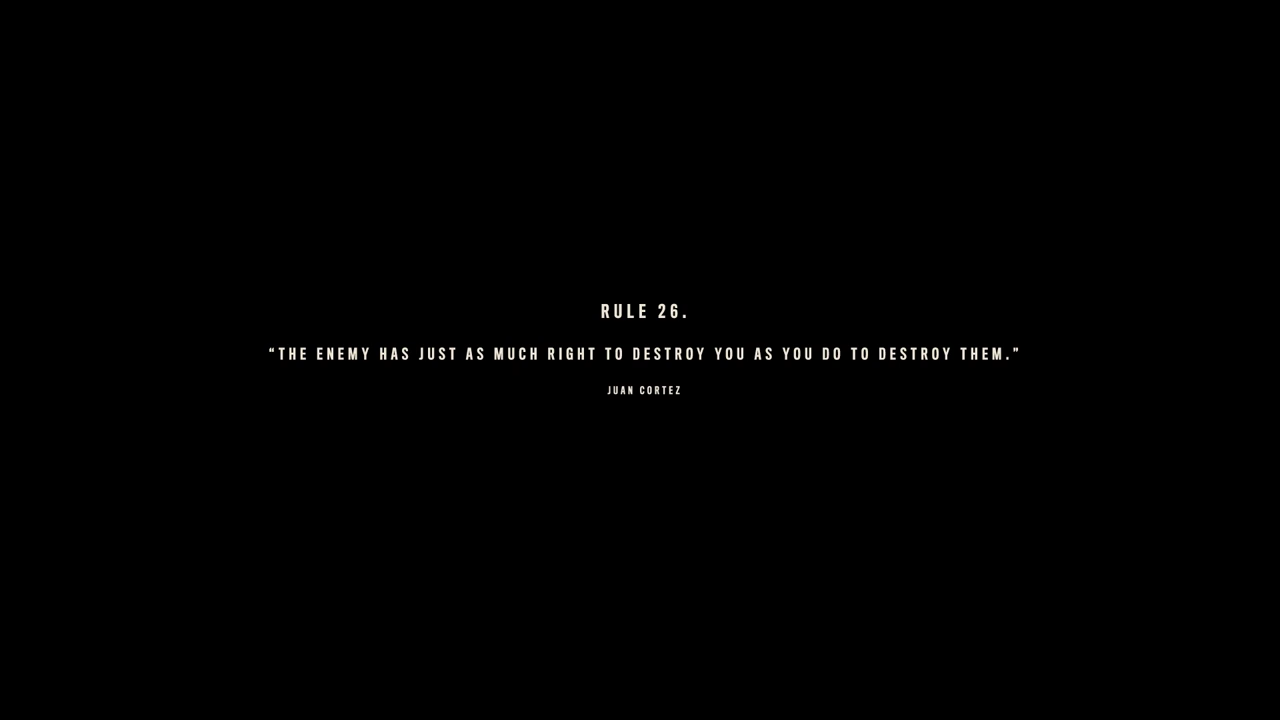 RULE 26.
“THE ENEMY HAS JUST AS MUCH RIGHT TO DESTROY YOU AS YOU DO TO DESTROY THEM.”
JUAN CORTEZ